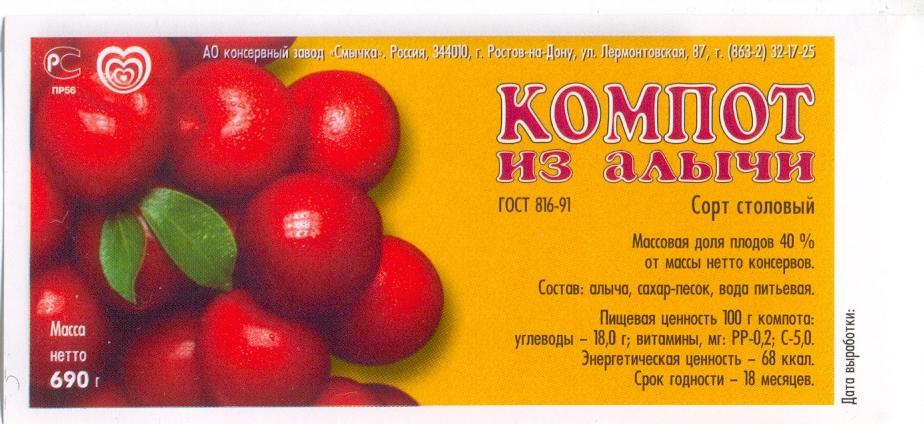 АО консервный завод «Смычка». Россия, 344010, г. Ростов-на-Дону, ул. Лермонтовская, 87, т. (863-2) 32-17-25
РС
ПР56
КОМПОТ
ИЗ АЛЫЧИ
ГОСТ 816-91 Сорт столовый
Массовая доля плодов 40 %
от массы нетто консервов.
Состав: алыча, сахар-песок, вода питьевая.
Пищевая ценность 100 г компота:
углеводы – 18,0 г; витамины, мг: РР-0,2; С-5,0.
Энергетическая ценность – 68 ккал.
Срок годности – 18 месяцев.
Масса
нетто
690 г
Дата выработки: